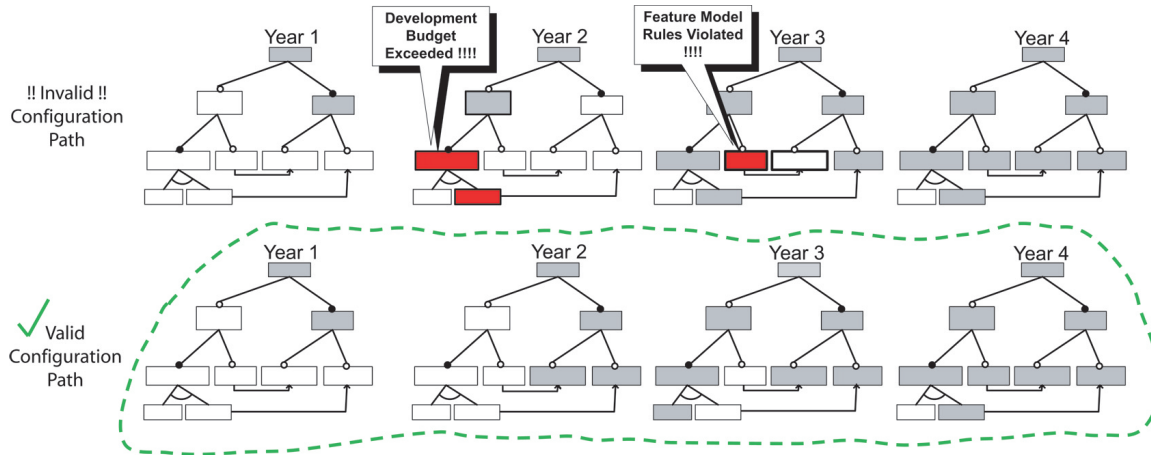 Year 1
Development
Budget
Exceeded !!!!
Year 2
Feature Model
Rules Violated
!!!!
Year 3
Year 4
!! Invalid !!
Configuration
Path
Year 1
Year 2
Year 3
Year 4
Valid
Configuration
Path